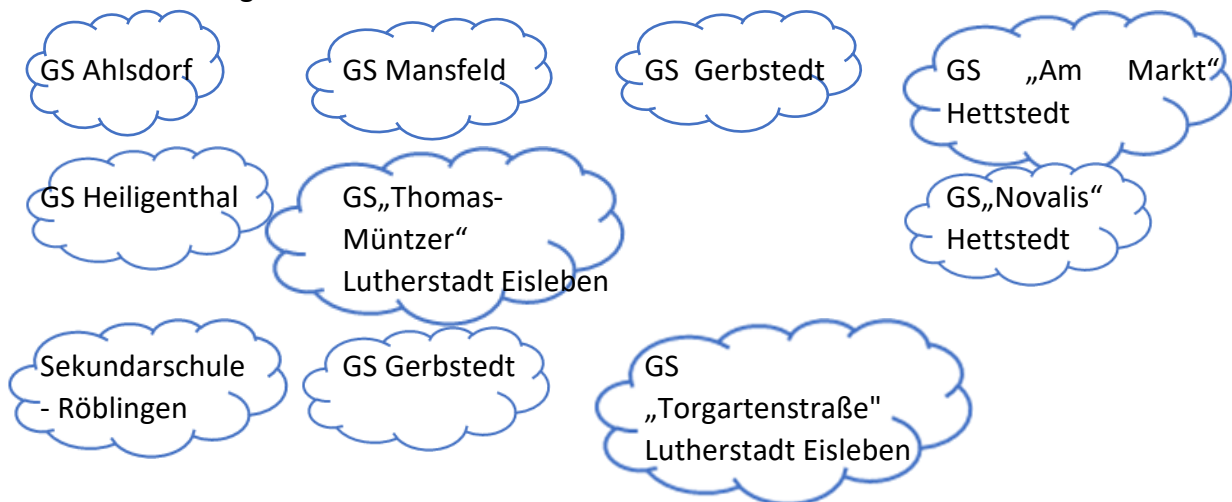 GS Ahlsdorf
GS Mansfeld
GS Gerbstedt
GS „Am Markt“
Hettstedt
GS Heiligenthal
GS„Thomas-
Müntzer“
Lutherstadt Eisleben
GS„Novalis“
Hettstedt
Sekundarschule
- Röblingen
GS Gerbstedt
GS
„Torgartenstraße"
Lutherstadt Eisleben